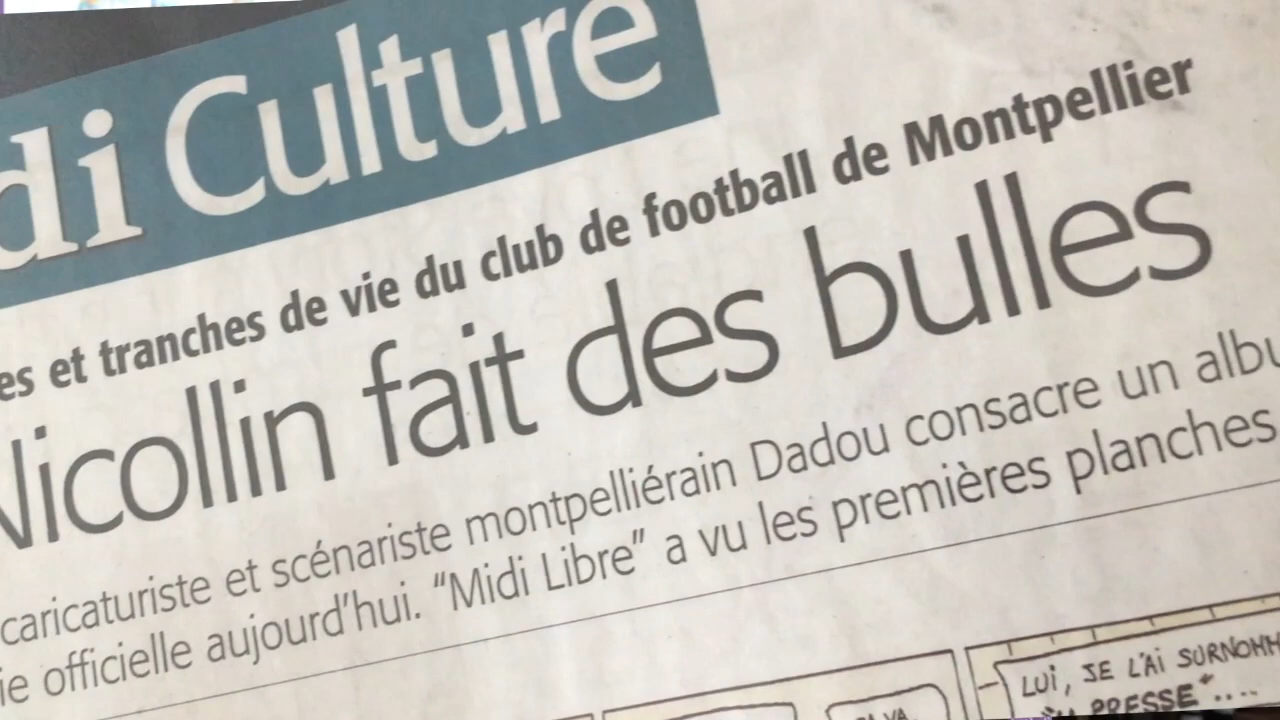 di Culture
es et tranches de vie du club de football de Montpellier
Nicollin fait des bulles
caricaturiste et scénariste montpelliérain Dadou consacre un albu
ie officielle aujourd'hui. "Midi Libre" a vu les premières planches
LUI, JE L'AI SURNOMM
PRESSE"....
VA